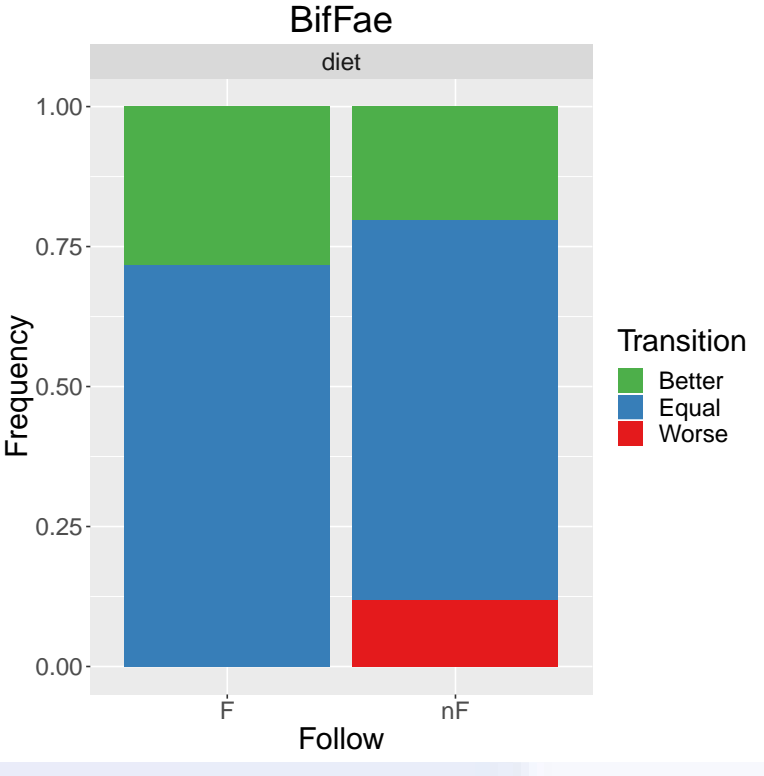 BifFae
diet
1.00
0.75
0.50
0.25
0.00
Frequency
F
nF
Follow
Transition
Better
Equal
Worse